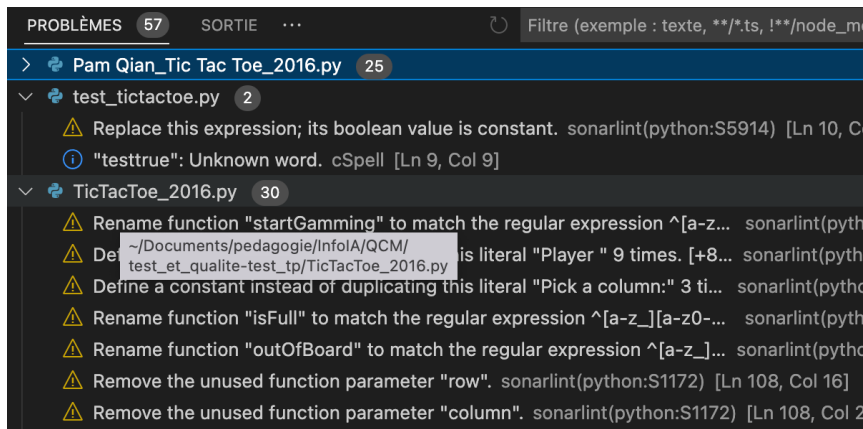 PROBLÈMES 57 SORTIE ··· Filtre (exemple : texte, **/*.ts, !**/node_m
Pam Qian_Tic Tac Toe_2016.py 25
test_tictactoe.py 2
Replace this expression; its boolean value is constant. sonarlint(python:S5914) [Ln 10, C
"testtrue": Unknown word. cSpell [Ln 9, Col 9]
TicTacToe_2016.py 30
Rename function "startGamming" to match the regular expression ^[a-z... sonarlint(pyth
~/Documents/pedagogie/InfoIA/QCM/
test_et_qualite-test_tp/TicTacToe_2016.py
De is literal "Player " 9 times. [+8... sonarlint(pyth
Define a constant instead of duplicating this literal "Pick a column:" 3 ti... sonarlint(pytho
Rename function "isFull" to match the regular expression ^[a-z_][a-z0-... sonarlint(pyth
Rename function "outOfBoard" to match the regular expression ^[a-z_]... sonarlint(pytho
Remove the unused function parameter "row". sonarlint(python:S1172) [Ln 108, Col 16]
Remove the unused function parameter "column". sonarlint(python:S1172) [Ln 108, Col 2